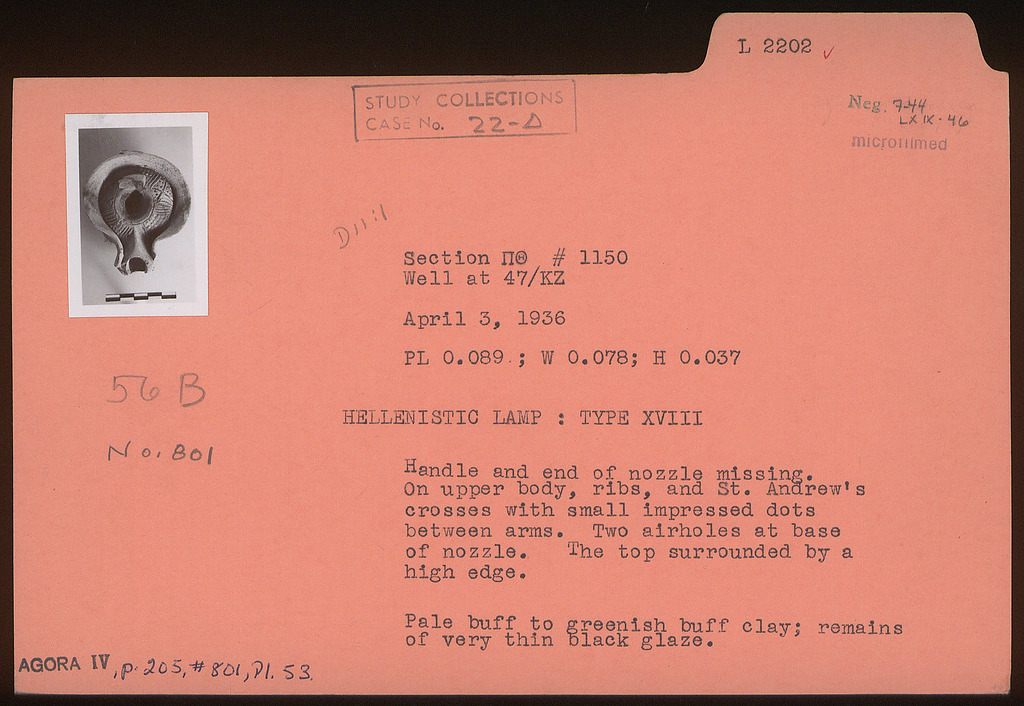 L 2202 ✓
STUDY COLLECTIONS
CASE No. 22-Δ
Neg. 7-44
LXIX-46
microfilmed
D11:1
Section ΠΘ # 1150
Well at 47/ΚΖ
April 3, 1936
PL 0.089 ; W 0.078; H 0.037
56 B
HELLENISTIC LAMP : TYPE XVIII
No. 801
Handle and end of nozzle missing.
On upper body, ribs, and St. Andrew's
crosses with small impressed dots
between arms. Two airholes at base
of nozzle. The top surrounded by a
high edge.
Pale buff to greenish buff clay; remains
of very thin black glaze.
AGORA IV, p. 205, # 801, Pl. 53.